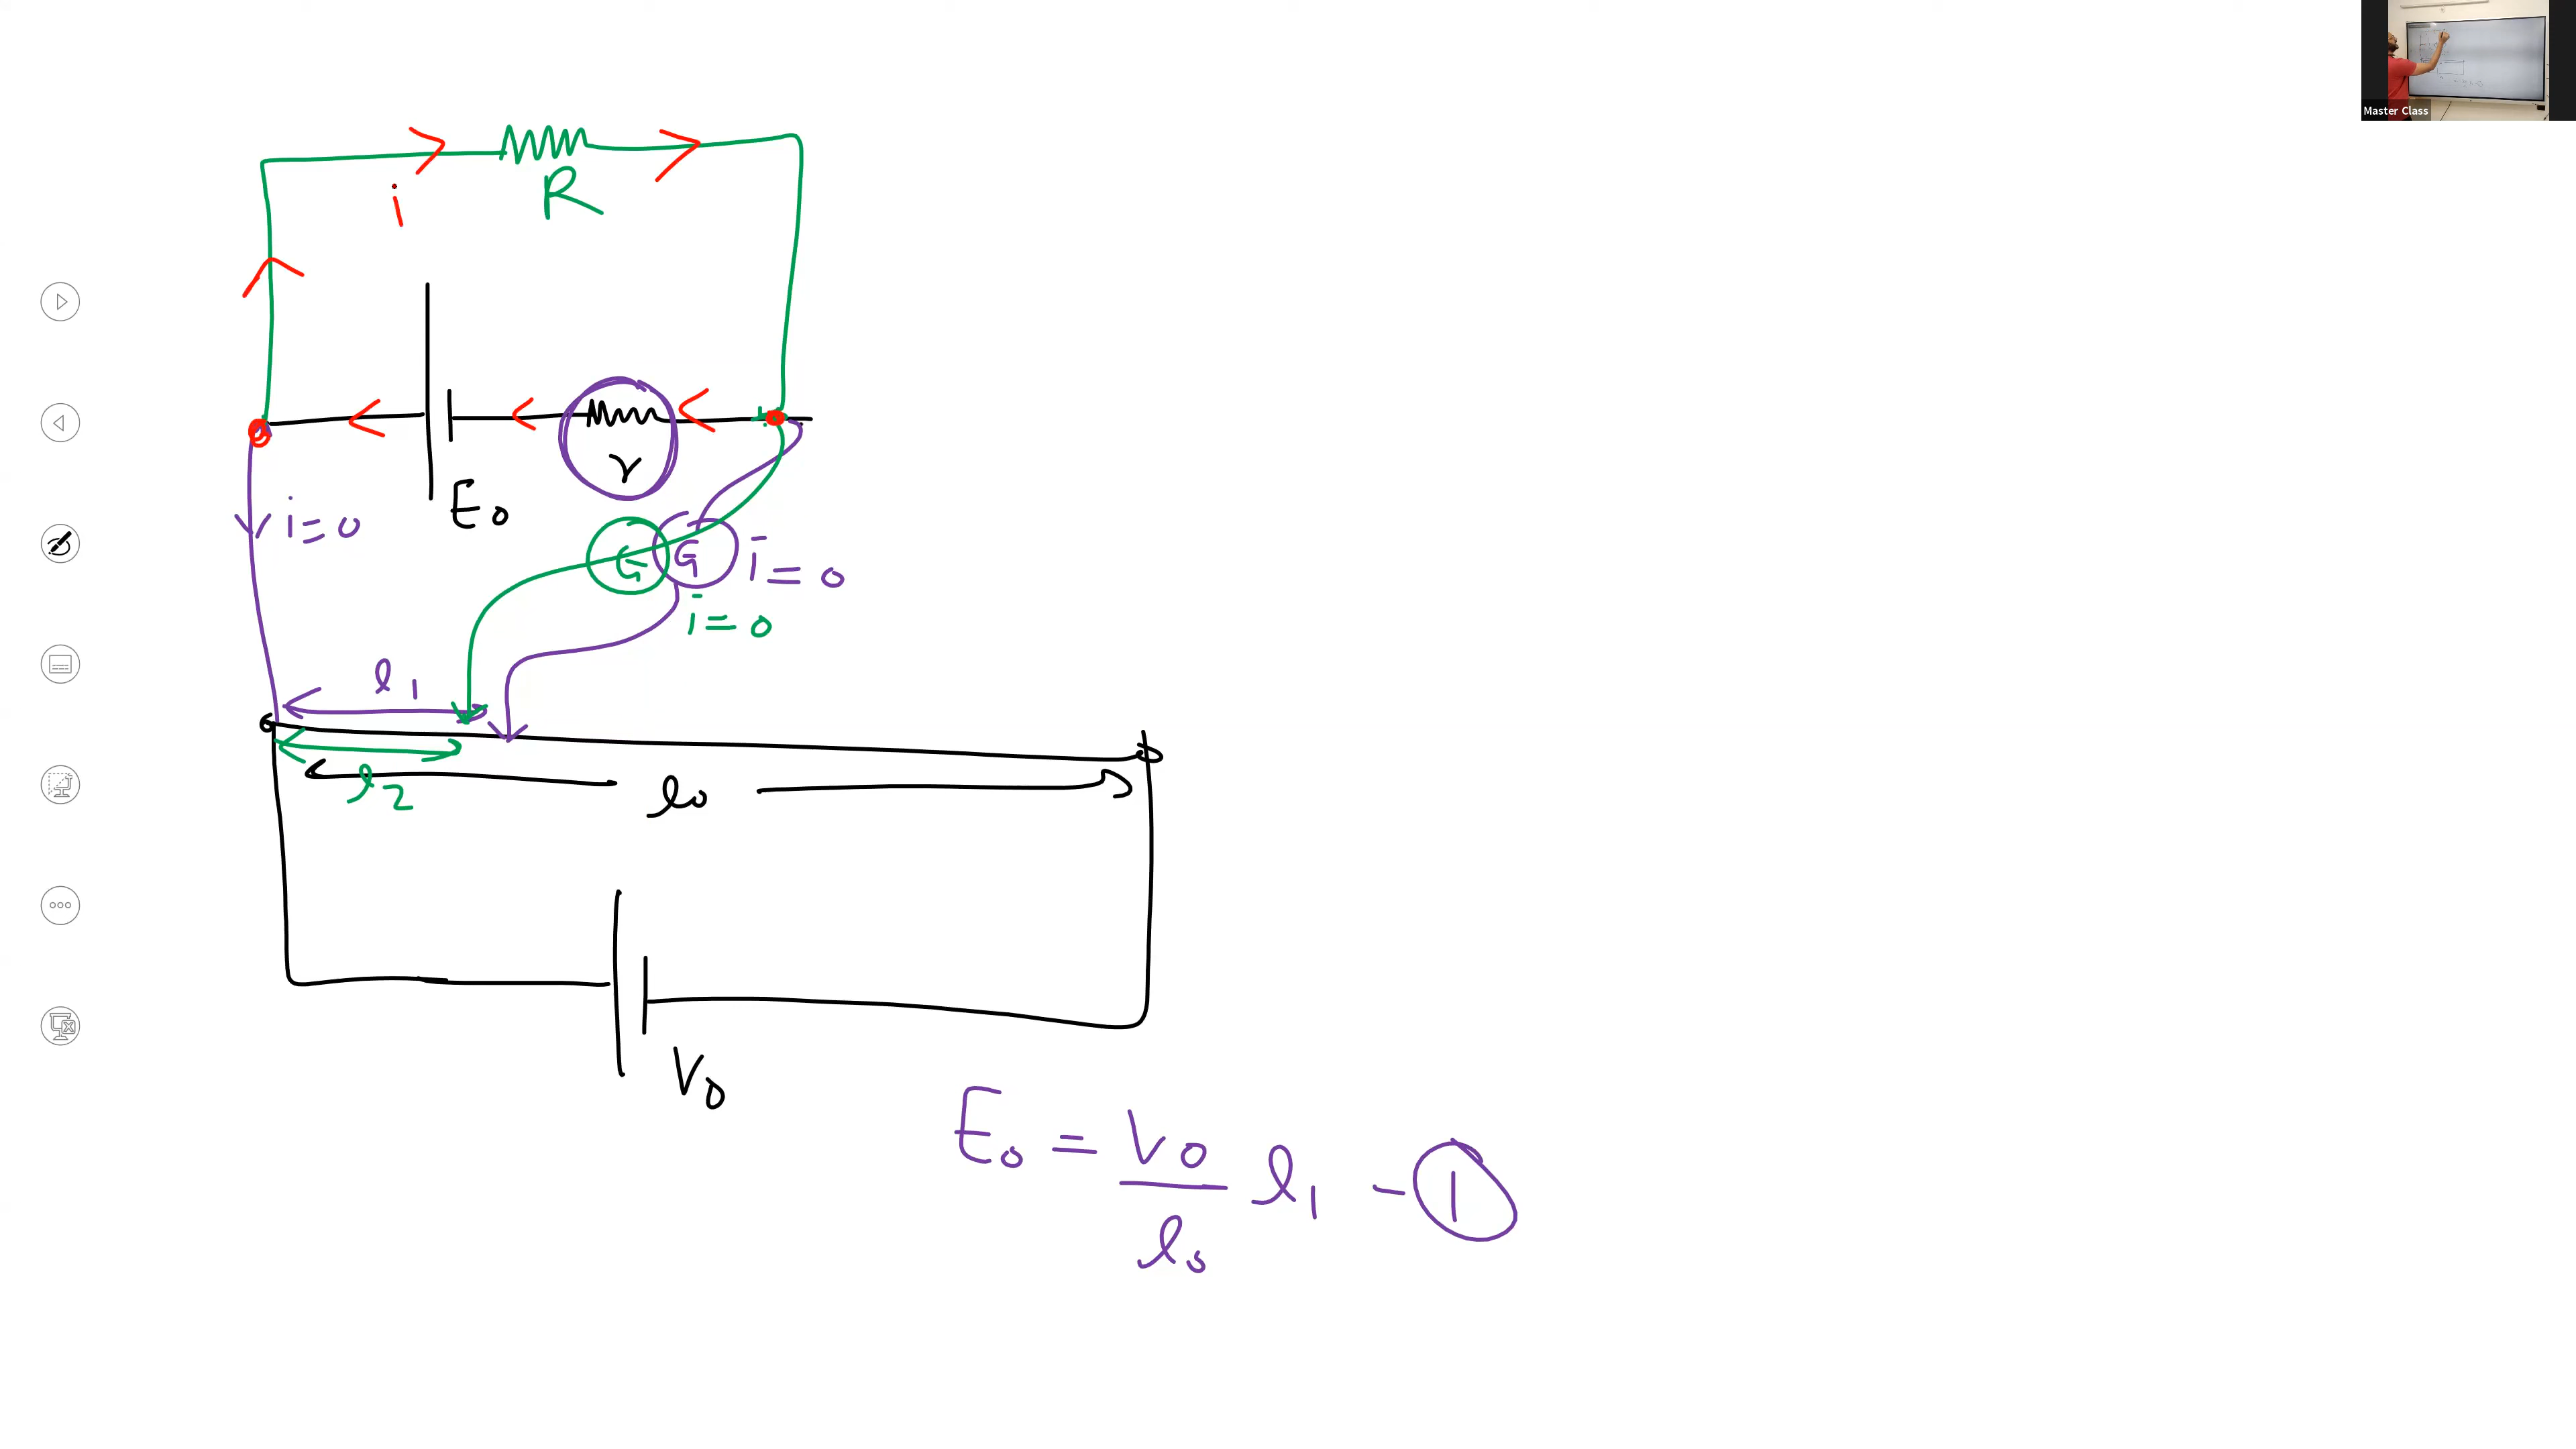 R
i
r
E₀
i = 0
G
G
i = 0
i = 0
l₁
l₂
l₀
V₀
E₀ = V₀/l₀ l₁ - ①
Master Class